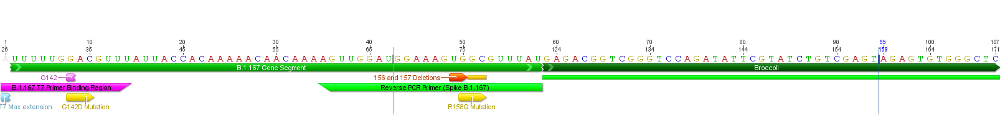 1 10 20 30 40 50 60 70 80 90 95 100 107
26 35 45 55 65 75 124 134 144 154 159 164 171
A U U U U U G G A C G U U U A U U A C C A C A A A A A C A A C A A A A G U U G G A U G G A A A G U G G C G U U U A U G A G A C G G T C G G G T C C A G A T A T T C G T A T C T G T C G A G T A G A G T G T G G G C T C
B.1.167 Gene Segment Broccoli
G142 156 and 157 Deletions
B.1.167 T7 Primer Binding Region Reverse PCR Primer (Spike B.1.167)
T7 Max extension G142D Mutation R158G Mutation